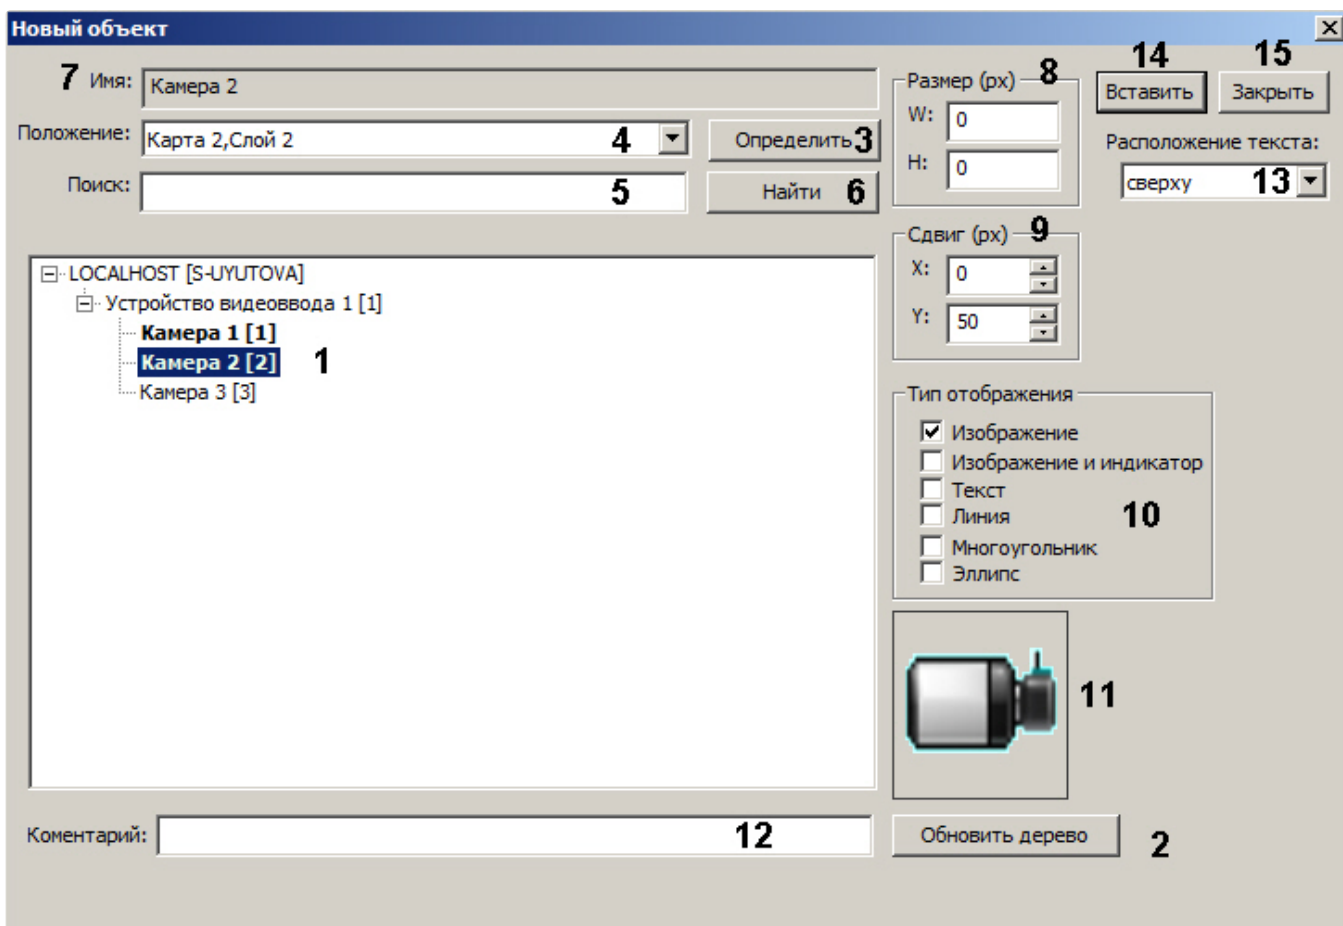 Новый объект
14 15
7 Имя: Камера 2
Размер (px) 8
Вставить Закрыть
W: 0
Положение: Карта 2,Слой 2 4 Определить 3
Расположение текста:
H: 0
Поиск: 5 Найти 6
сверху 13
Сдвиг (px) 9
LOCALHOST [S-UYUTOVA]
X: 0
Устройство видеоввода 1 [1]
Y: 50
Камера 1 [1]
Камера 2 [2] 1
Камера 3 [3]
Тип отображения
Изображение
Изображение и индикатор
Текст
Линия 10
Многоугольник
Эллипс
11
Коментарий: 12 Обновить дерево 2